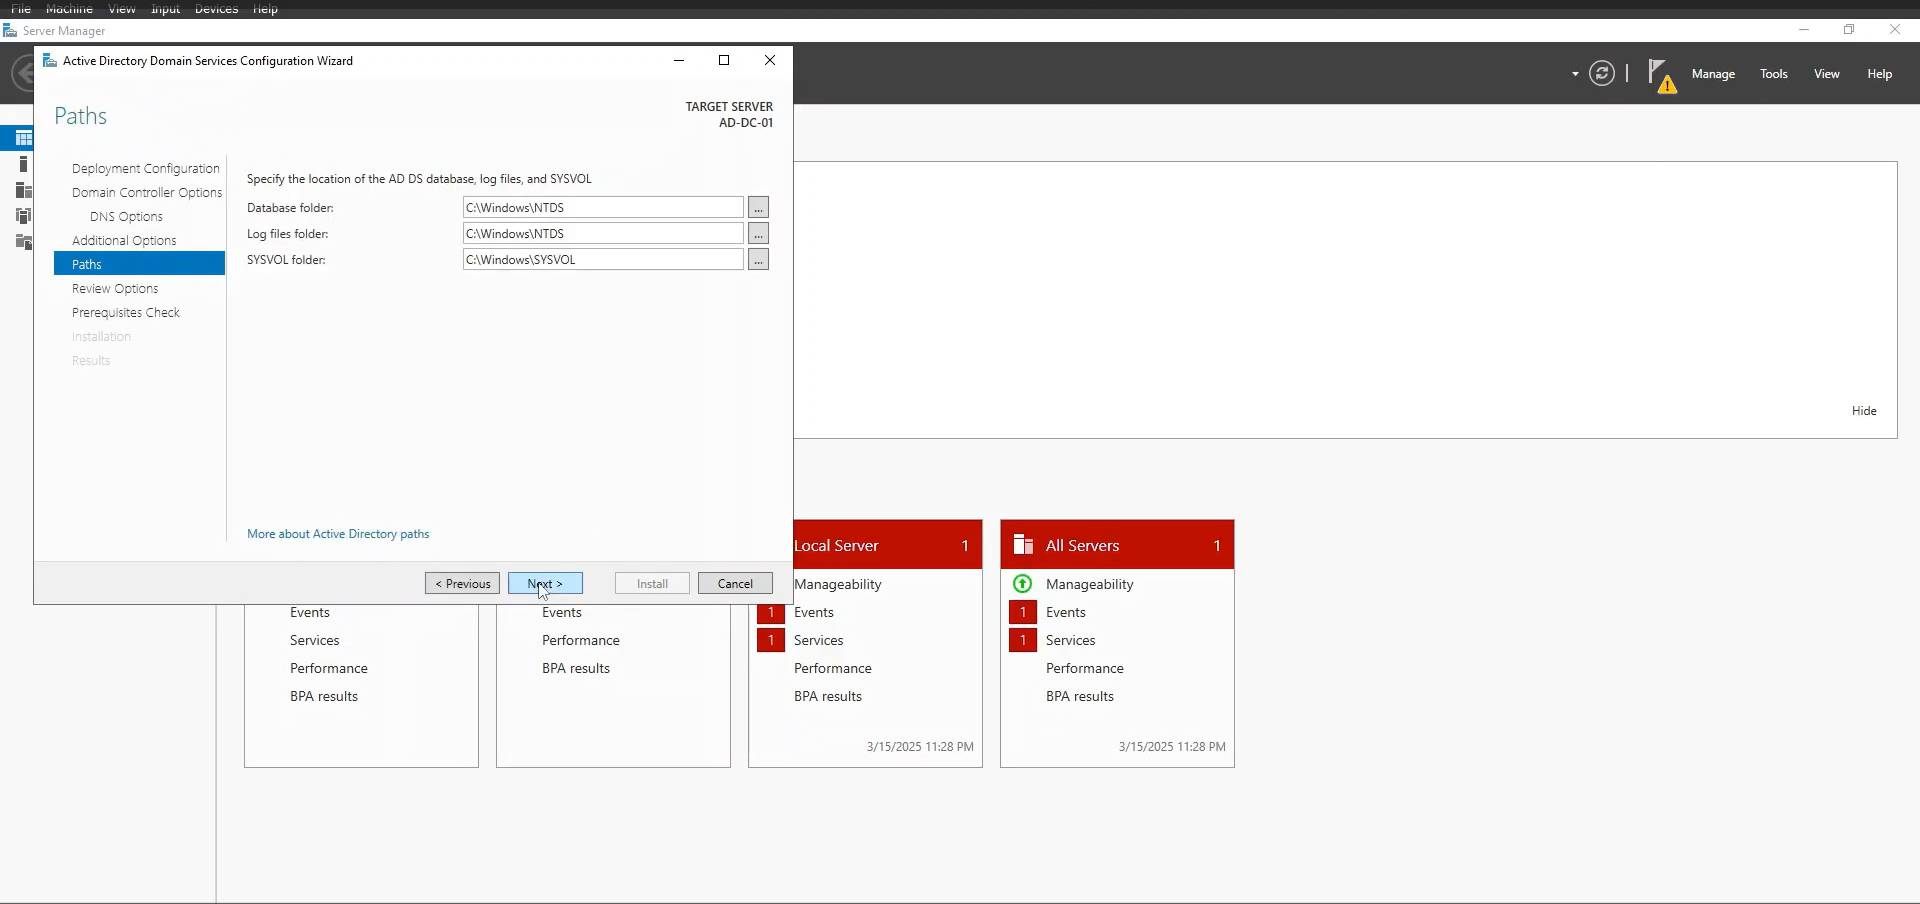 File Machine View Input Devices Help
Server Manager
Manage Tools View Help
Active Directory Domain Services Configuration Wizard
Paths
TARGET SERVER
AD-DC-01
Deployment Configuration
Domain Controller Options
DNS Options
Additional Options
Paths
Review Options
Prerequisites Check
Installation
Results
Specify the location of the AD DS database, log files, and SYSVOL
Database folder: C:\Windows\NTDS ...
Log files folder: C:\Windows\NTDS ...
SYSVOL folder: C:\Windows\SYSVOL ...
More about Active Directory paths
< Previous Next > Install Cancel
Hide
Events
Services
Performance
BPA results
Events
Performance
BPA results
Local Server 1
Manageability
1 Events
1 Services
Performance
BPA results
3/15/2025 11:28 PM
All Servers 1
Manageability
1 Events
1 Services
Performance
BPA results
3/15/2025 11:28 PM